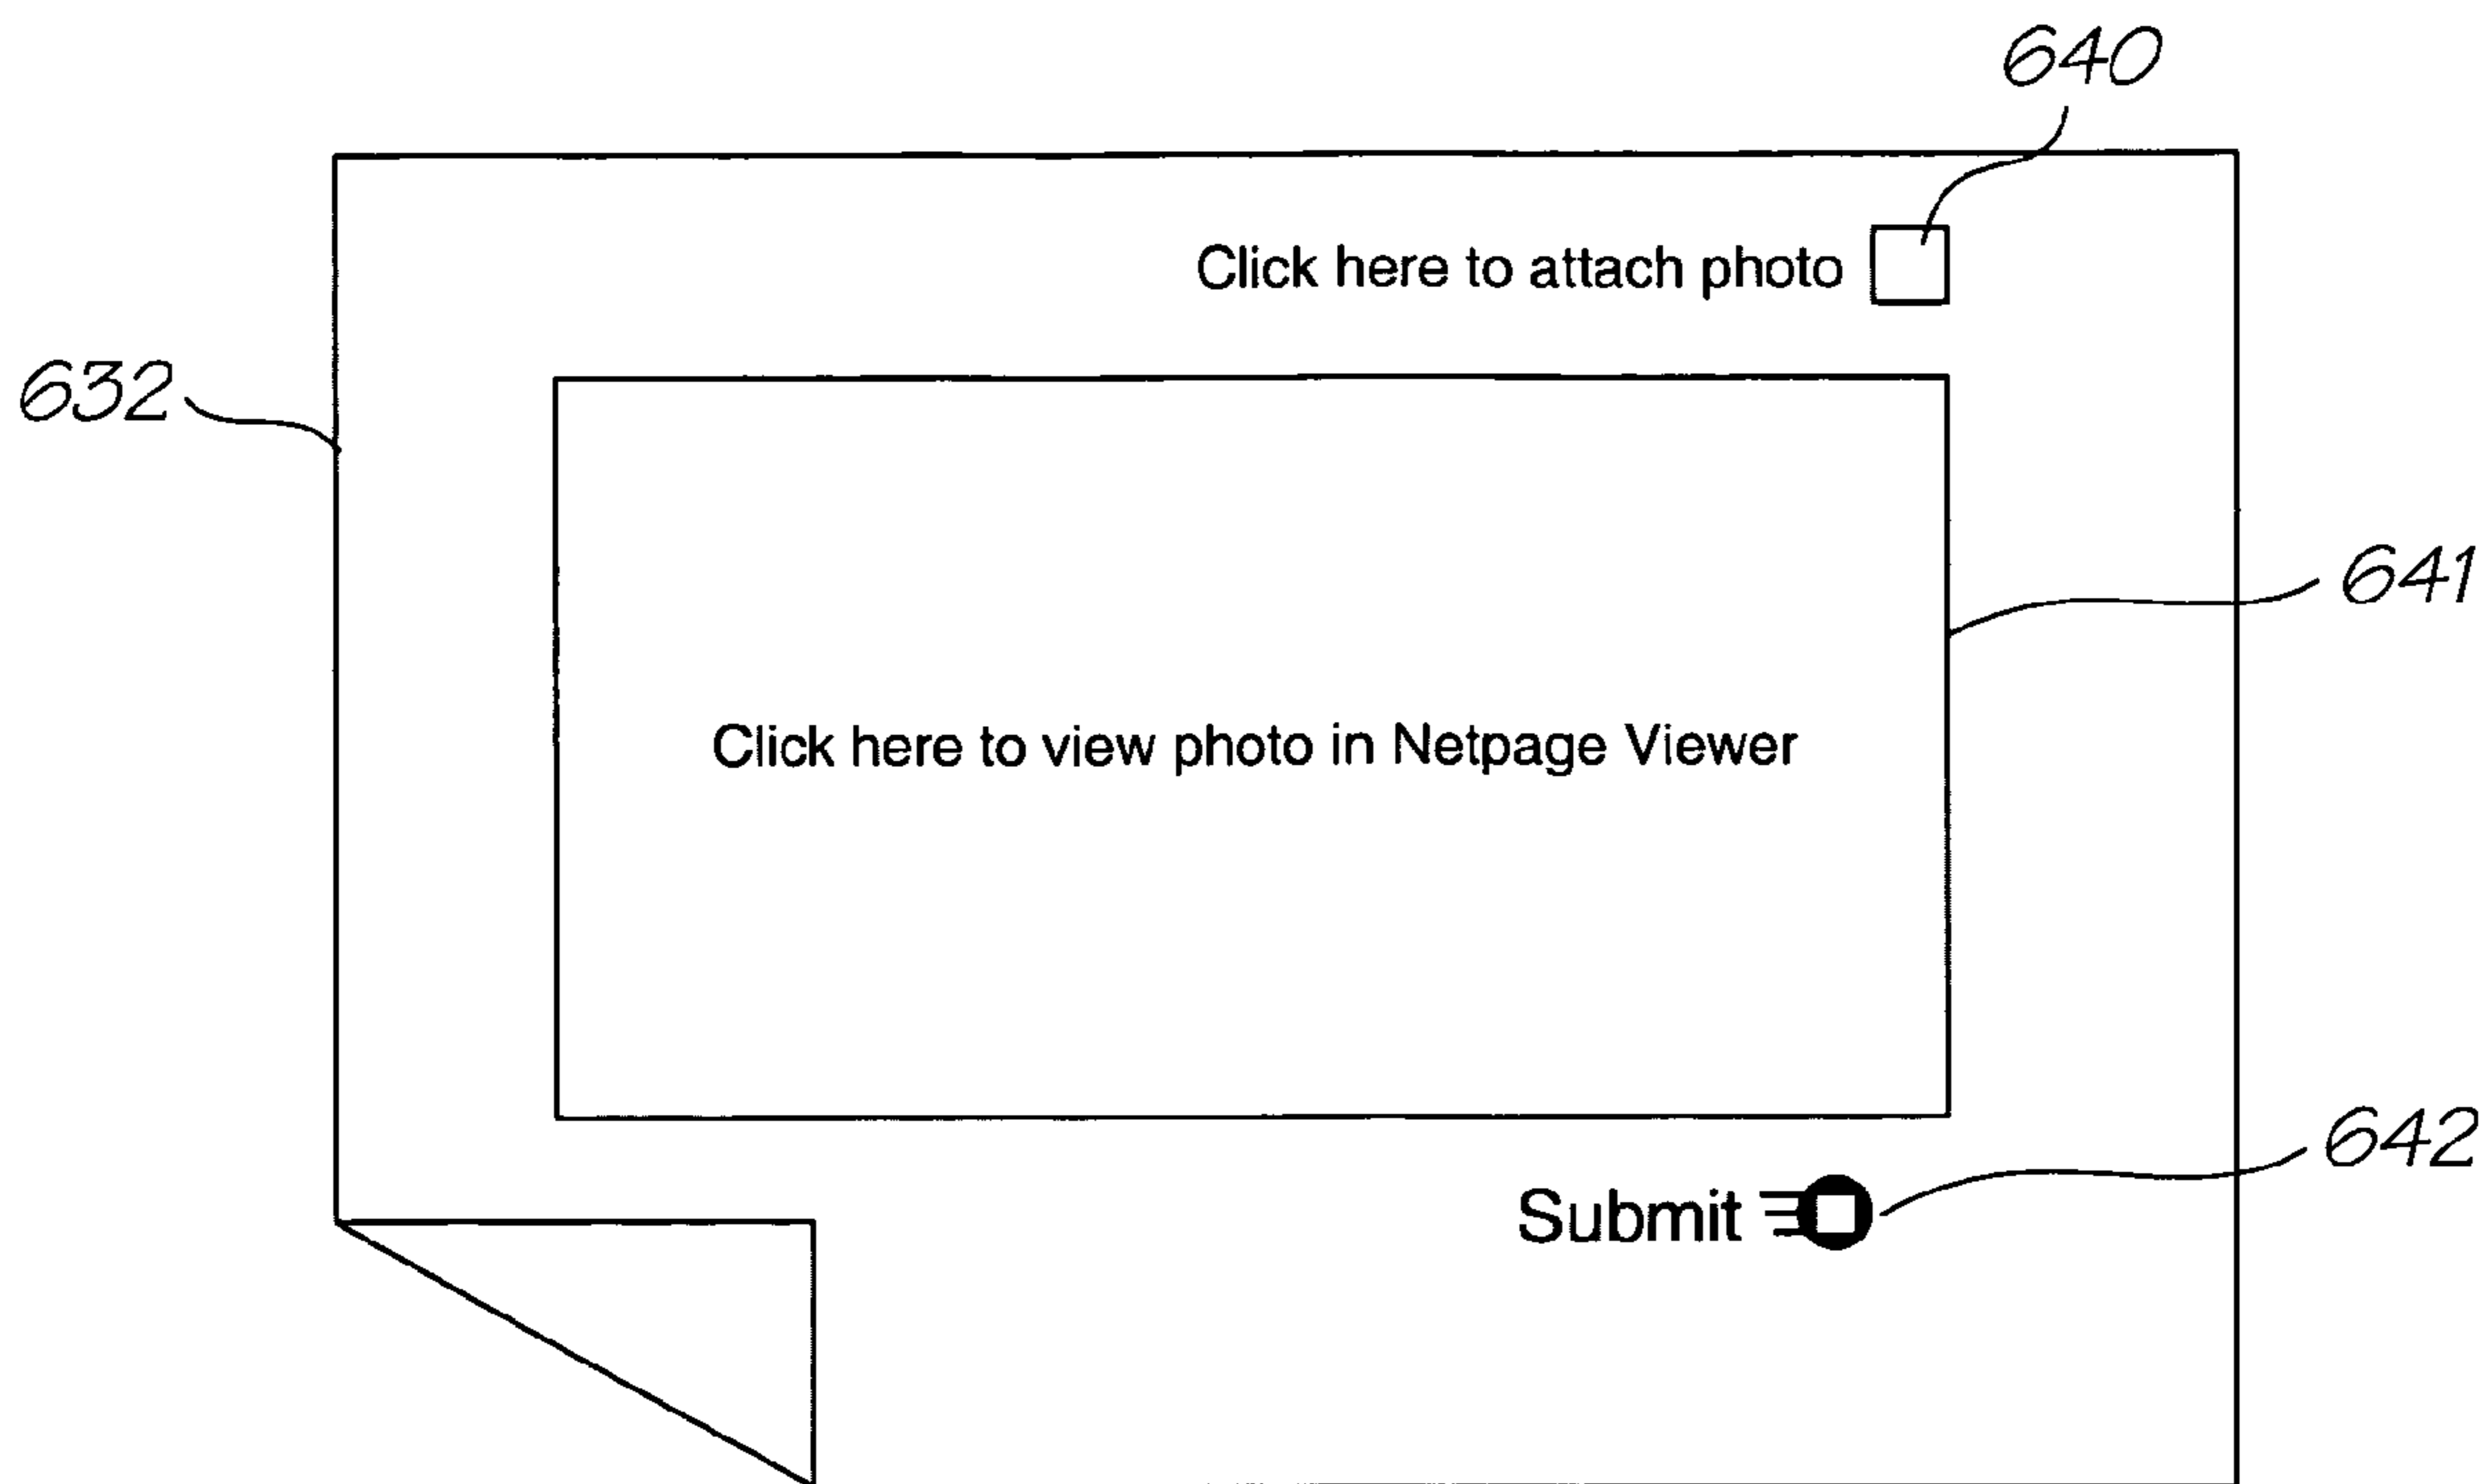 640
Click here to attach photo
632
641
Click here to view photo in Netpage Viewer
642
Submit